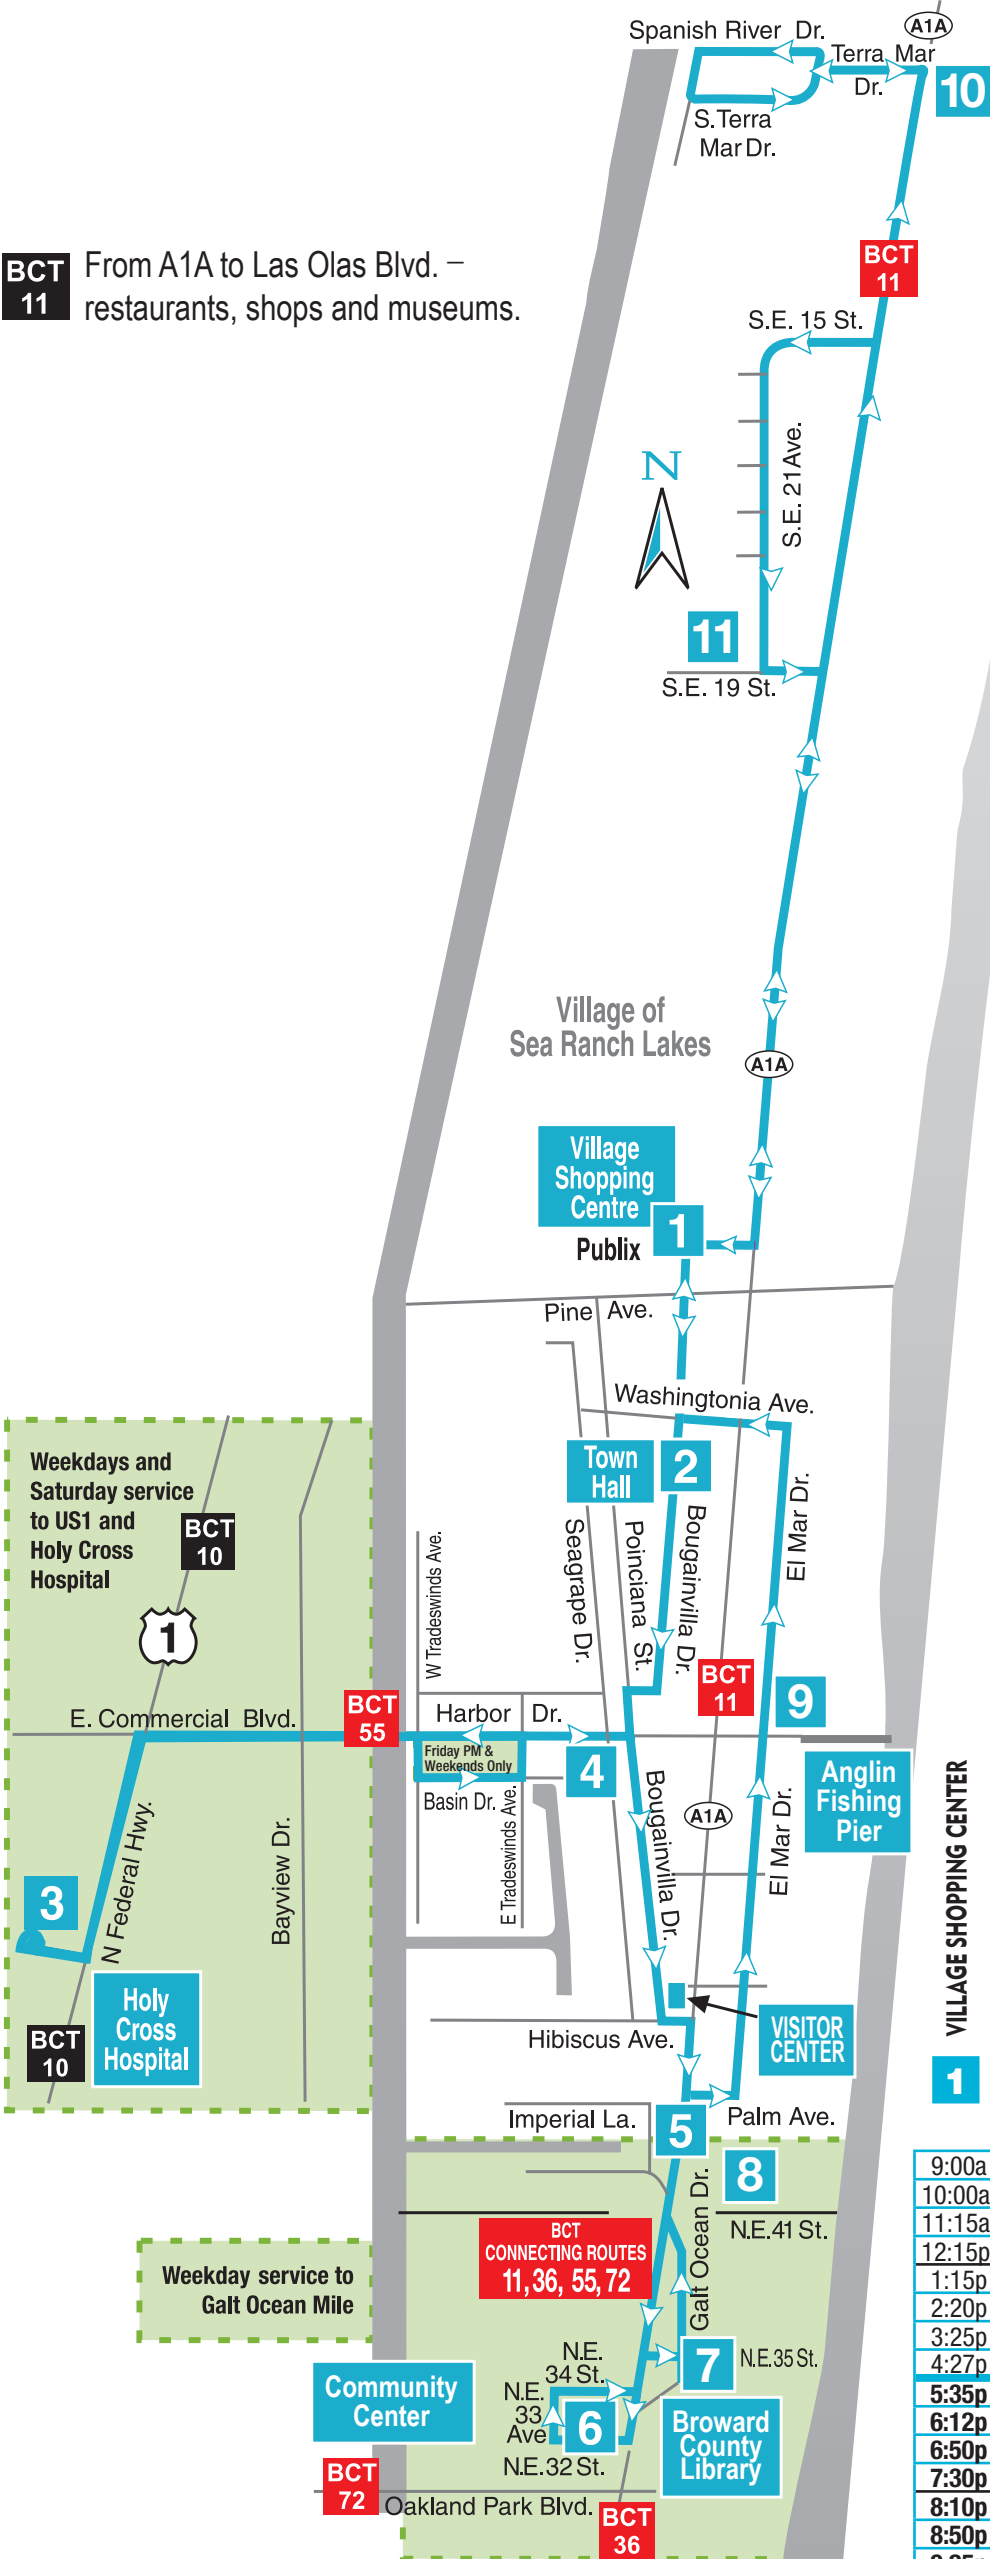 Spanish River Dr.
A1A
Terra Mar
Dr.
10
S.Terra
Mar Dr.
BCT
11
From A1A to Las Olas Blvd. –
restaurants, shops and museums.
BCT
11
S.E. 15 St.
S.E. 21 Ave.
N
11
S.E. 19 St.
Village of
Sea Ranch Lakes
A1A
Village
Shopping
Centre
1
Publix
Pine Ave.
Washingtonia Ave.
Town
Hall
2
Weekdays and
Saturday service
to US1 and
Holy Cross
Hospital
BCT
10
1
W Tradeswinds Ave.
Seagrape Dr.
Poinciana St.
Bougainvilla Dr.
El Mar Dr.
BCT
11
9
E. Commercial Blvd.
BCT
55
Harbor Dr.
Friday PM &
Weekends Only
4
Basin Dr.
E Tradeswinds Ave.
Bougainvilla Dr.
A1A
El Mar Dr.
Anglin
Fishing
Pier
N Federal Hwy.
Bayview Dr.
3
Holy
Cross
Hospital
BCT
10
VISITOR
CENTER
Hibiscus Ave.
VILLAGE SHOPPING CENTER
1
Imperial La.
5
Palm Ave.
8
Galt Ocean Dr.
N.E.41 St.
BCT
CONNECTING ROUTES
11, 36, 55, 72
Weekday service to
Galt Ocean Mile
N.E.
34 St.
7
N.E.35 St.
Community
Center
N.E.
33
Ave
6
Broward
County
Library
N.E.32 St.
BCT
72
Oakland Park Blvd.
BCT
36
9:00a
10:00a
11:15a
12:15p
1:15p
2:20p
3:25p
4:27p
5:35p
6:12p
6:50p
7:30p
8:10p
8:50p